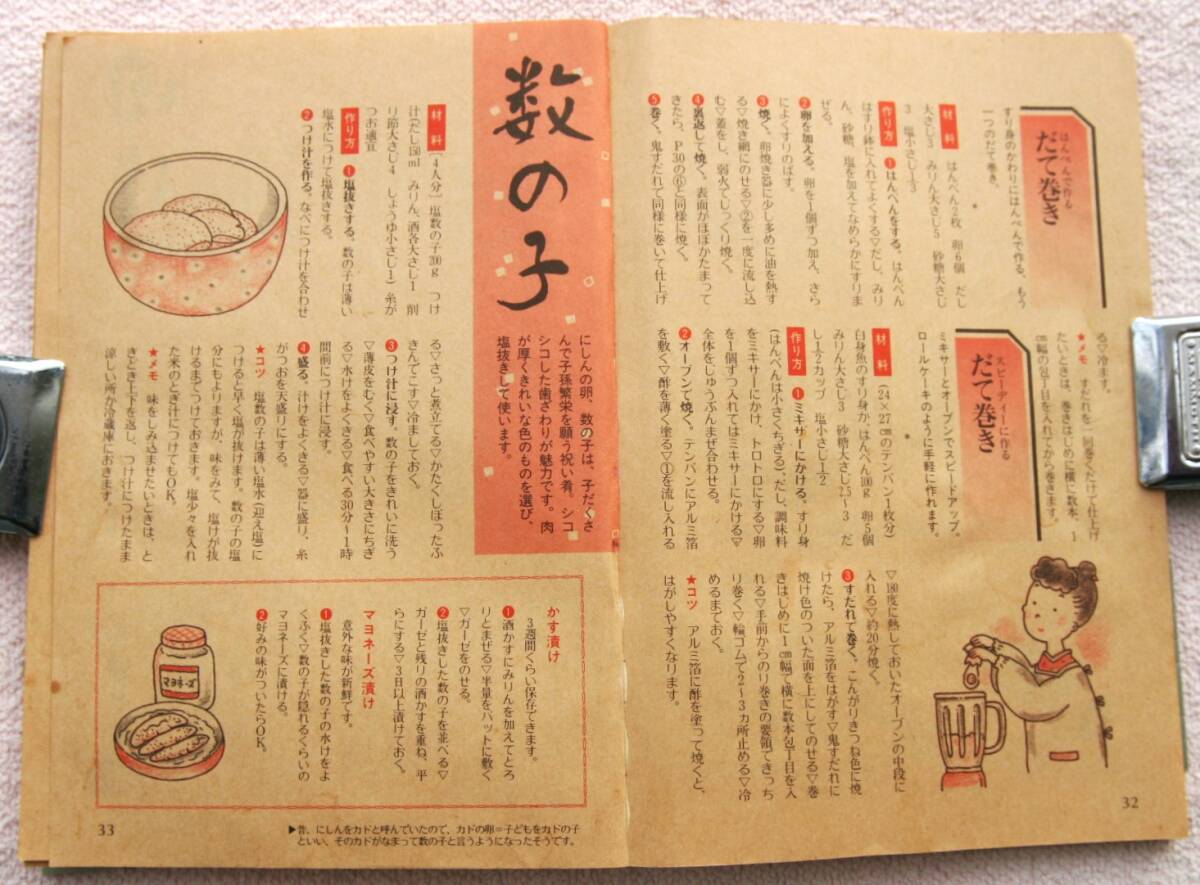 はんぺんで作る
だて巻き
すり身のかわりにはんぺんで作る、もう
一つのだて巻き。
材料 はんぺん2枚 卵6個 だし
大さじ3 みりん大さじ5 砂糖大さじ
3 塩小さじ1/3
作り方 ❶はんぺんをする。はんぺん
はすり鉢に入れてよくする▽だし、みり
ん、砂糖、塩を加えてなめらかにすりま
ぜる。
❷卵を加える。卵を1個ずつ加え、さら
によくすりのばす。
❸焼く。卵焼き器に少し多めに油を熱す
る▽焼き網にのせる▽②を一度に流し込
む▽蓋をし、弱火でじっくり焼く。
❹裏返して焼く。表面がほぼかたまって
きたら、P30の⑥と同様に焼く。
❺巻く。鬼すだれで同様に巻いて仕上げ
る▽冷ます。
★メモ すだれを一回巻くだけで仕上げ
たいときは、巻きはじめに横に数本、1
cm幅の包丁目を入れてから巻きます。
スピーディーに作る
だて巻き
ミキサーとオーブンでスピードアップ。
ロールケーキのように手軽に作れます。
材料 (24×27cmのテンパン1枚分)
白身魚のすり身か、はんぺん100g 卵5個
みりん大さじ3 砂糖大さじ2.5〜3 だ
し1/2カップ 塩小さじ1/2
作り方 ❶ミキサーにかける。すり身
(はんぺんは小さくちぎる)、だし、調味料
をミキサーにかけ、トロトロにする▽卵
を1個ずつ入れてはミキサーにかける▽
全体をじゅうぶんまぜ合わせる。
❷オーブンで焼く。テンパンにアルミ箔
を敷く▽酢を薄く塗る▽①を流し入れる
▽180度に熱しておいたオーブンの中段に
入れる▽約20分焼く。
❸すだれで巻く。こんがりきつね色に焼
けたら、アルミ箔をはがす▽鬼すだれに
焼け色のついた面を上にしてのせる▽巻
きはじめに1cm幅で横に数本包丁目を入
れる▽手前からのり巻きの要領できっち
り巻く▽輪ゴムで2〜3ヵ所止める▽冷
めるまでおく。
★コツ アルミ箔に酢を塗って焼くと、
はがしやすくなります。
32
数の子
にしんの卵、数の子は、子だくさ
んで子孫繁栄を願う祝い肴。シコ
シコした歯ざわりが魅力です。肉
が厚くきれいな色のものを選び、
塩抜きして使います。
材料 (4人分) 塩数の子200g つけ
汁(だし150ml みりん、酒各大さじ1 削
り節大さじ4 しょうゆ小さじ1) 糸が
つお適宜
作り方 ❶塩抜きする。数の子は薄い
塩水につけて塩抜きする。
❷つけ汁を作る。なべにつけ汁を合わせ
る▽さっと煮立てる▽かたくしぼったふ
きんでこす▽冷ましておく。
❸つけ汁に浸す。数の子をきれいに洗う
▽薄皮をむく▽食べやすい大きさにちぎ
る▽水けをよくきる▽食べる30分〜1時
間前につけ汁に浸す。
❹盛る。汁けをよくきる▽器に盛り、糸
がつおを天盛りにする。
★コツ 塩数の子は薄い塩水(迎え塩)に
つけると早く塩が抜けます。数の子の塩
分にもよりますが、味をみて、塩けが抜
けるまでつけておきます。塩少々を入れ
た米のとぎ汁につけてもOK。
★メモ 味をしみ込ませたいときは、と
きどき上下を返し、つけ汁につけたまま
涼しい所か冷蔵庫におきます。
かす漬け
3週間くらい保存できます。
❶酒かすにみりんを加えてとろ
りとまぜる▽半量をバットに敷く
▽ガーゼをのせる。
❷塩抜きした数の子を並べる▽
ガーゼと残りの酒かすを重ね、平
らにする▽3日以上漬けておく。
マヨネーズ漬け
意外な味が新鮮です。
❶塩抜きした数の子の水けをよ
くふく▽数の子が隠れるくらいの
マヨネーズに漬ける。
❷好みの味がついたらOK。
マヨネーズ
▶昔、にしんをカドと呼んでいたので、カドの卵=子どもをカドの子
といい、そのカドがなまって数の子と言うようになったそうです。
33